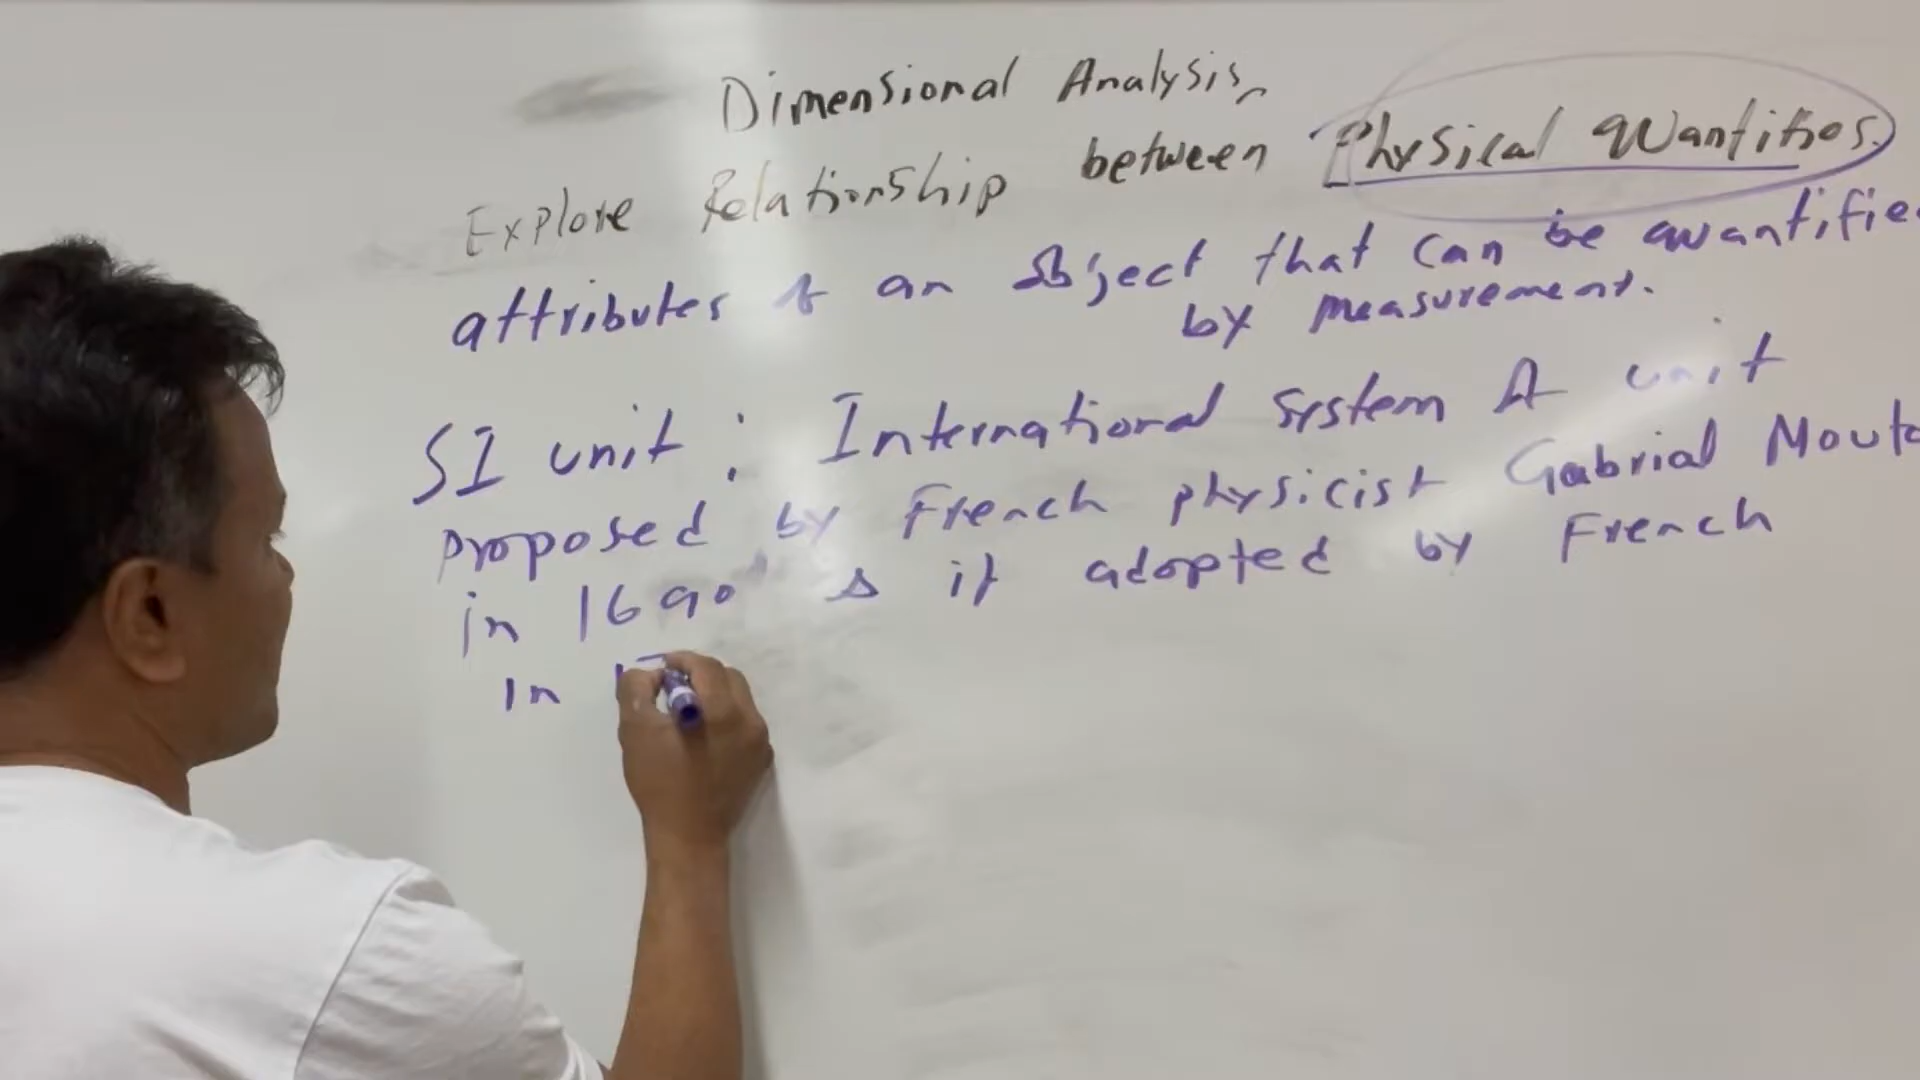 Dimensional Analysis,
Explore Relationship between Physical quantities.
attributes of an object that can be quantified
by measurement.
SI unit : International system of unit
proposed by French physicist Gabrial Mouto
in 1690's it adopted by French
in 17